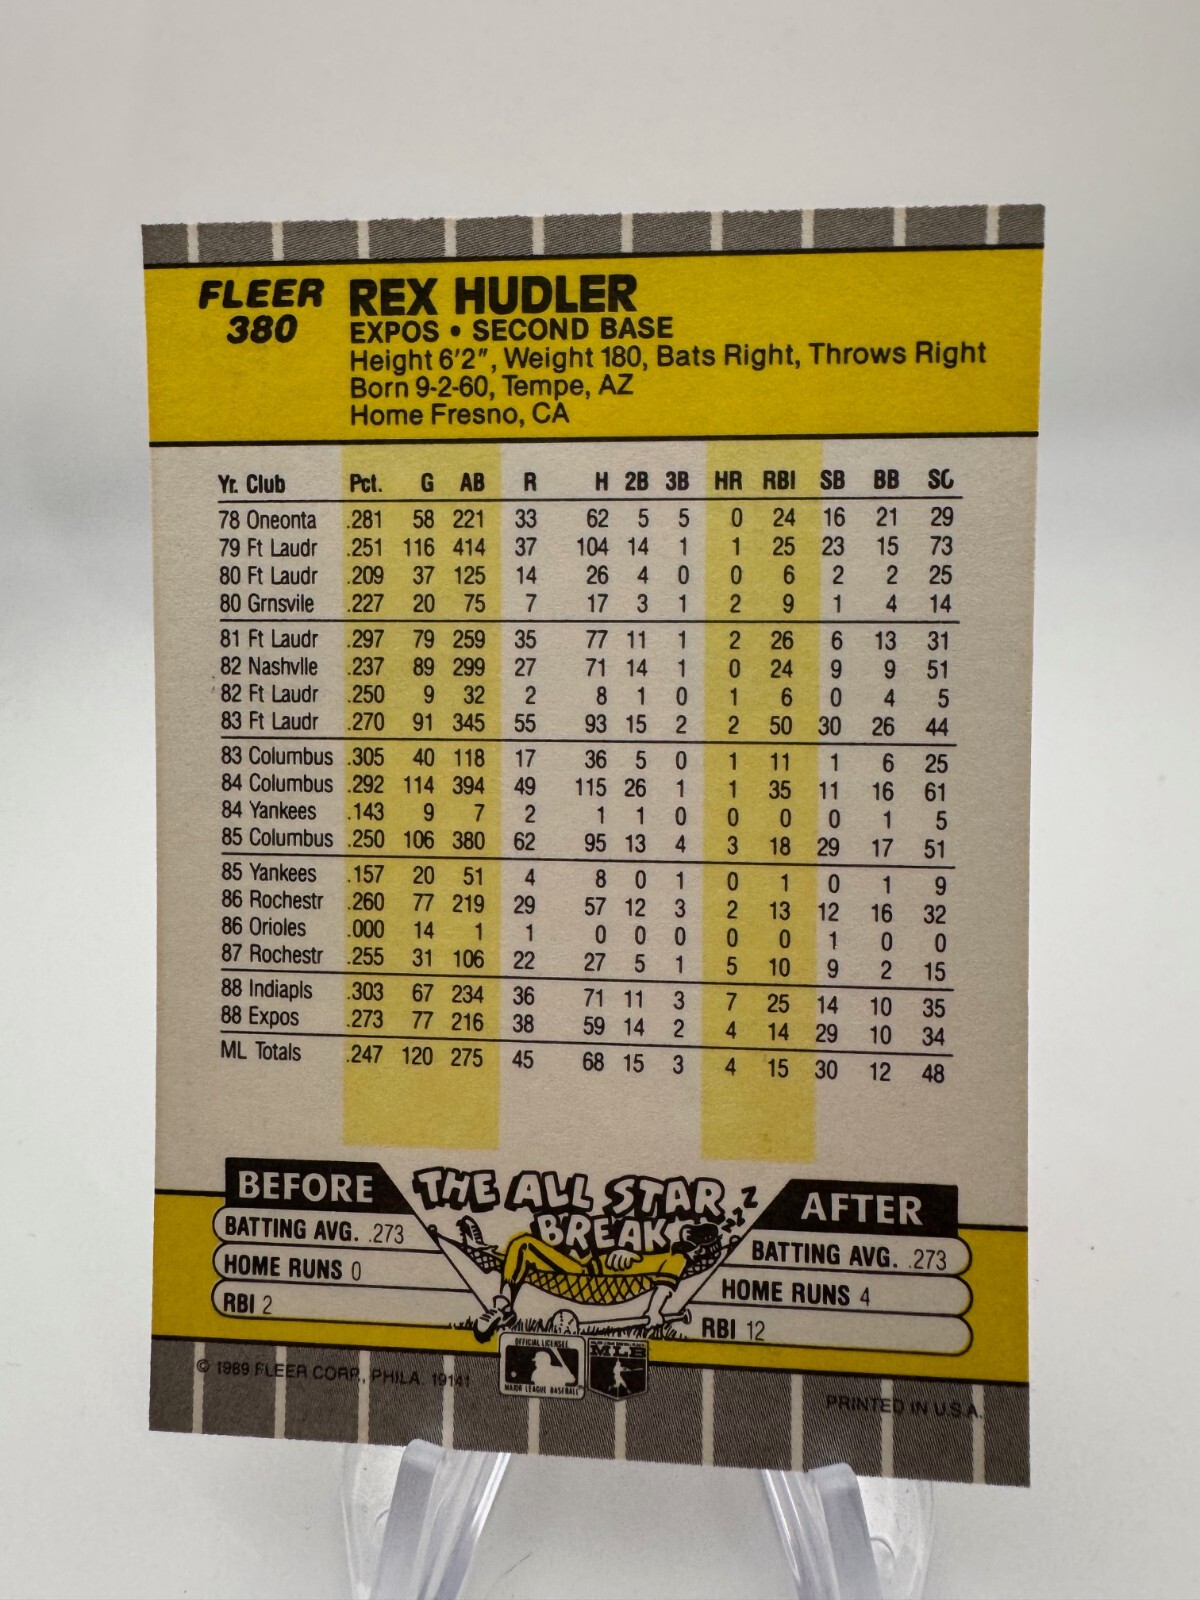 FLEER 380
REX HUDLER
EXPOS • SECOND BASE
Height 6'2", Weight 180, Bats Right, Throws Right
Born 9-2-60, Tempe, AZ
Home Fresno, CA
Yr. Club Pct. G AB R H 2B 3B HR RBI SB BB SO
78 Oneonta .281 58 221 33 62 5 5 0 24 16 21 29
79 Ft Laudr .251 116 414 37 104 14 1 1 25 23 15 73
80 Ft Laudr .209 37 125 14 26 4 0 0 6 2 2 25
80 Grnsvile .227 20 75 7 17 3 1 2 9 1 4 14
81 Ft Laudr .297 79 259 35 77 11 1 2 26 6 13 31
82 Nashvlle .237 89 299 27 71 14 1 0 24 9 9 51
82 Ft Laudr .250 9 32 2 8 1 0 1 6 0 4 5
83 Ft Laudr .270 91 345 55 93 15 2 2 50 30 26 44
83 Columbus .305 40 118 17 36 5 0 1 11 1 6 25
84 Columbus .292 114 394 49 115 26 1 1 35 11 16 61
84 Yankees .143 9 7 2 1 1 0 0 0 0 1 5
85 Columbus .250 106 380 62 95 13 4 3 18 29 17 51
85 Yankees .157 20 51 4 8 0 1 0 1 0 1 9
86 Rochestr .260 77 219 29 57 12 3 2 13 12 16 32
86 Orioles .000 14 1 1 0 0 0 0 0 1 0 0
87 Rochestr .255 31 106 22 27 5 1 5 10 9 2 15
88 Indiapls .303 67 234 36 71 11 3 7 25 14 10 35
88 Expos .273 77 216 38 59 14 2 4 14 29 10 34
ML Totals .247 120 275 45 68 15 3 4 15 30 12 48
THE ALL STAR
BREAK
ZZZZ
BEFORE
BATTING AVG. .273
HOME RUNS 0
RBI 2
AFTER
BATTING AVG. .273
HOME RUNS 4
RBI 12
OFFICIAL LICENSEE
MAJOR LEAGUE BASEBALL
MLB
© 1989 FLEER CORP., PHILA. 19141
PRINTED IN U.S.A.